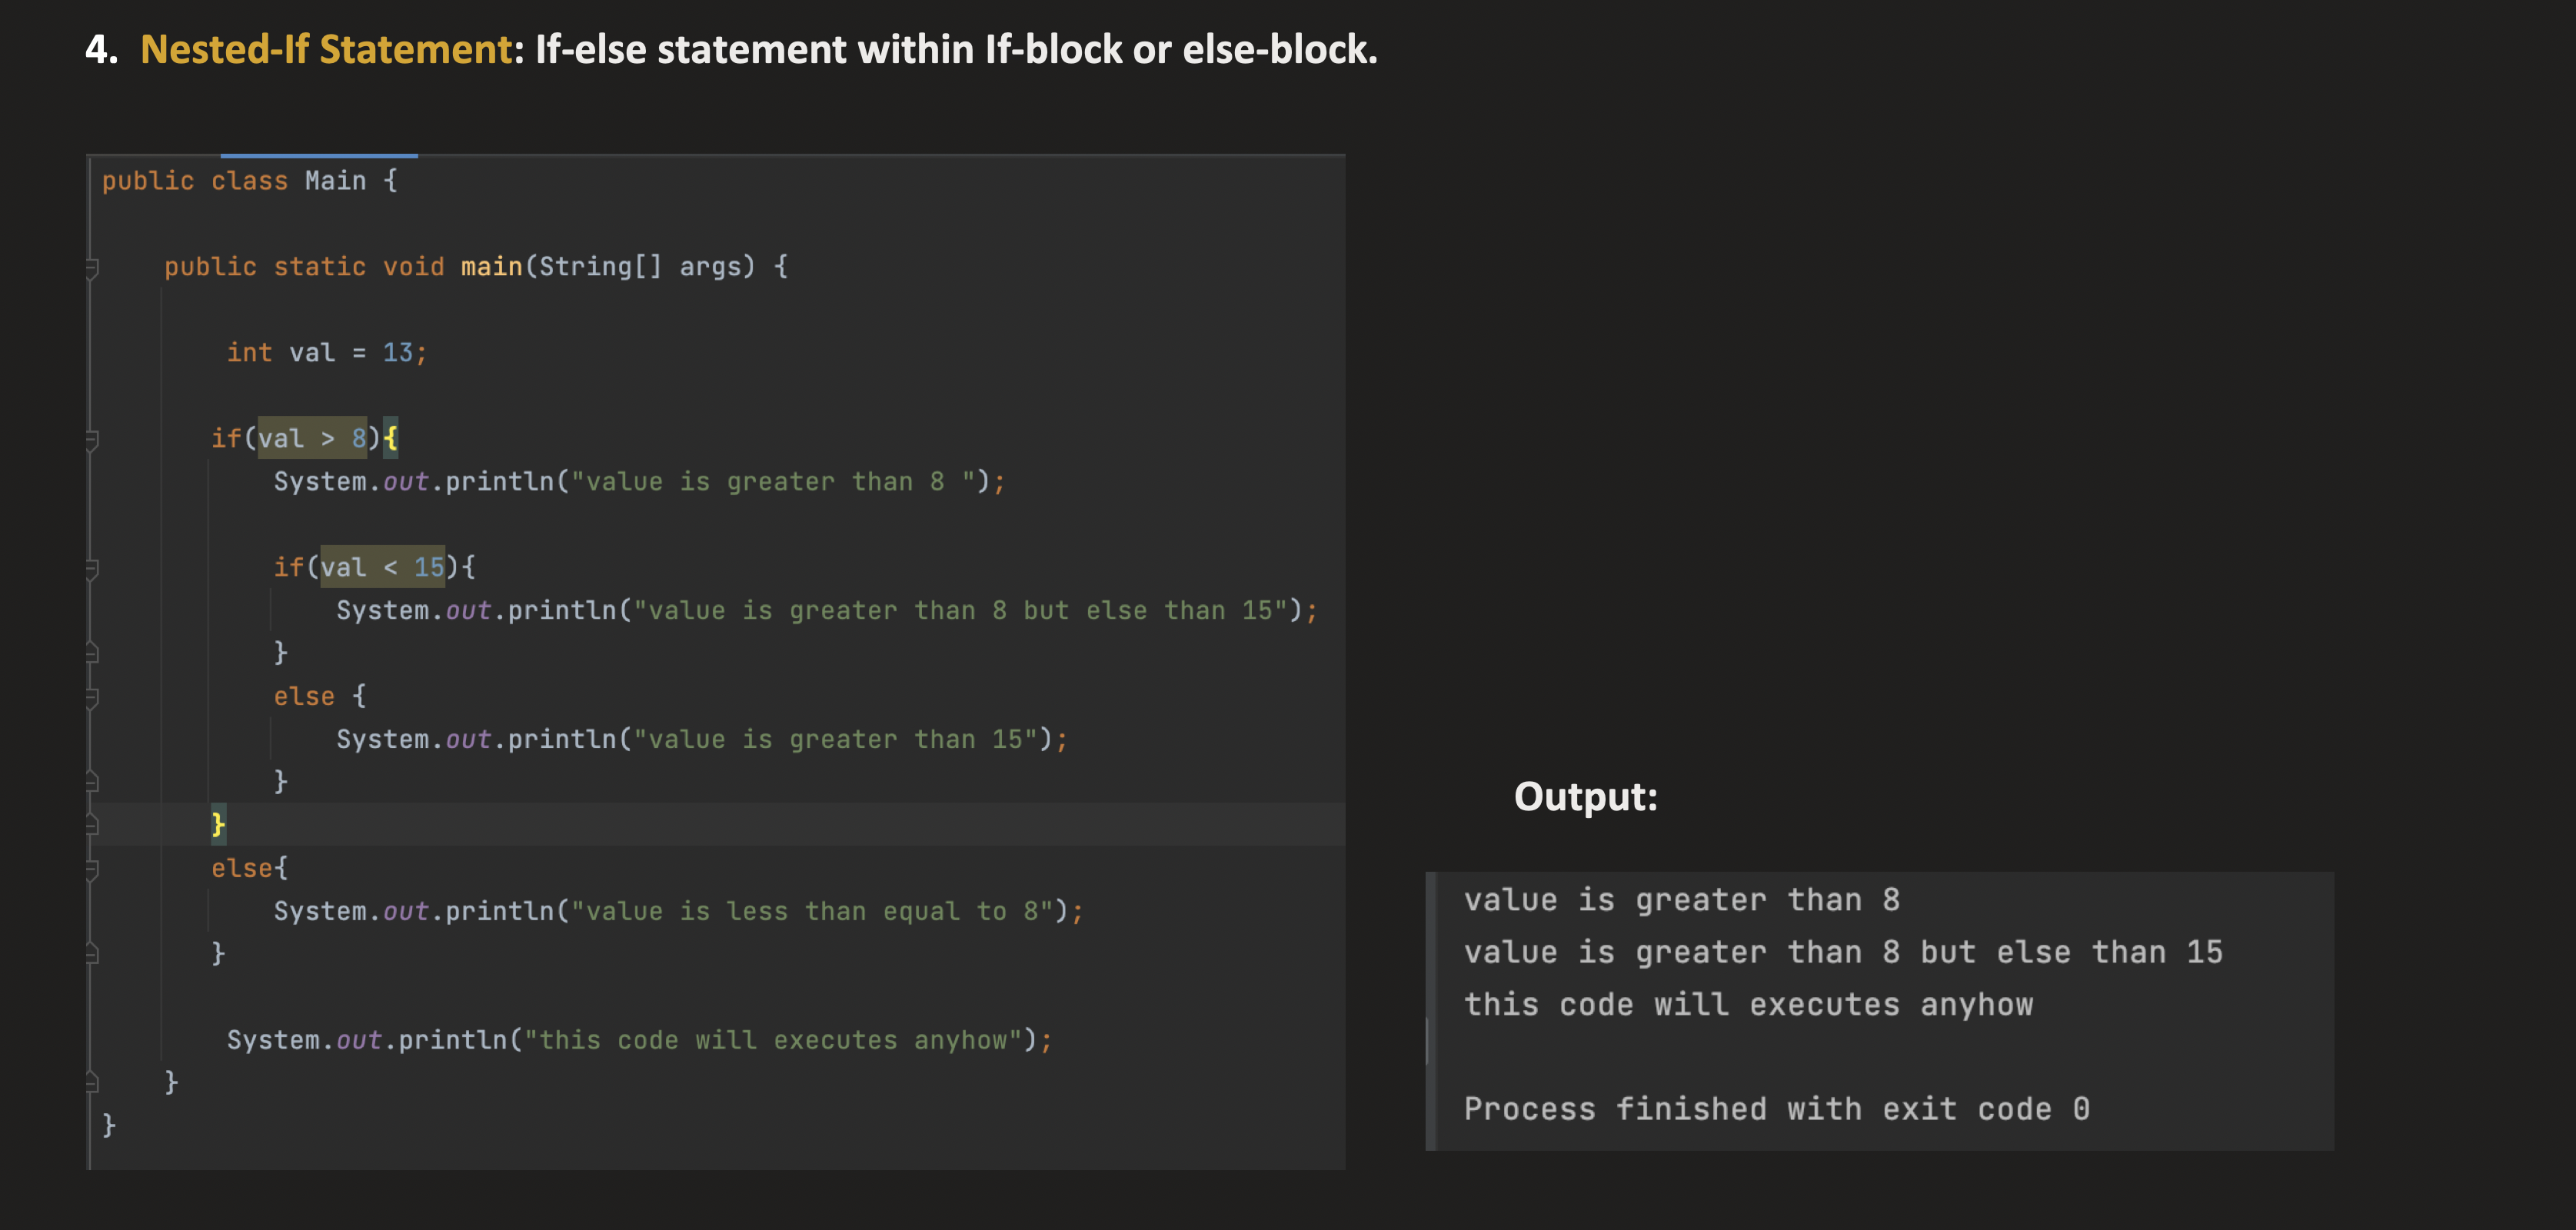 4. Nested-If Statement: If-else statement within If-block or else-block.
public class Main {
public static void main(String[] args) {
int val = 13;
if(val > 8){
System.out.println("value is greater than 8 ");
if(val < 15){
System.out.println("value is greater than 8 but else than 15");
}
else {
System.out.println("value is greater than 15");
}
}
else{
System.out.println("value is less than equal to 8");
}
System.out.println("this code will executes anyhow");
}
}
Output:
value is greater than 8
value is greater than 8 but else than 15
this code will executes anyhow
Process finished with exit code 0